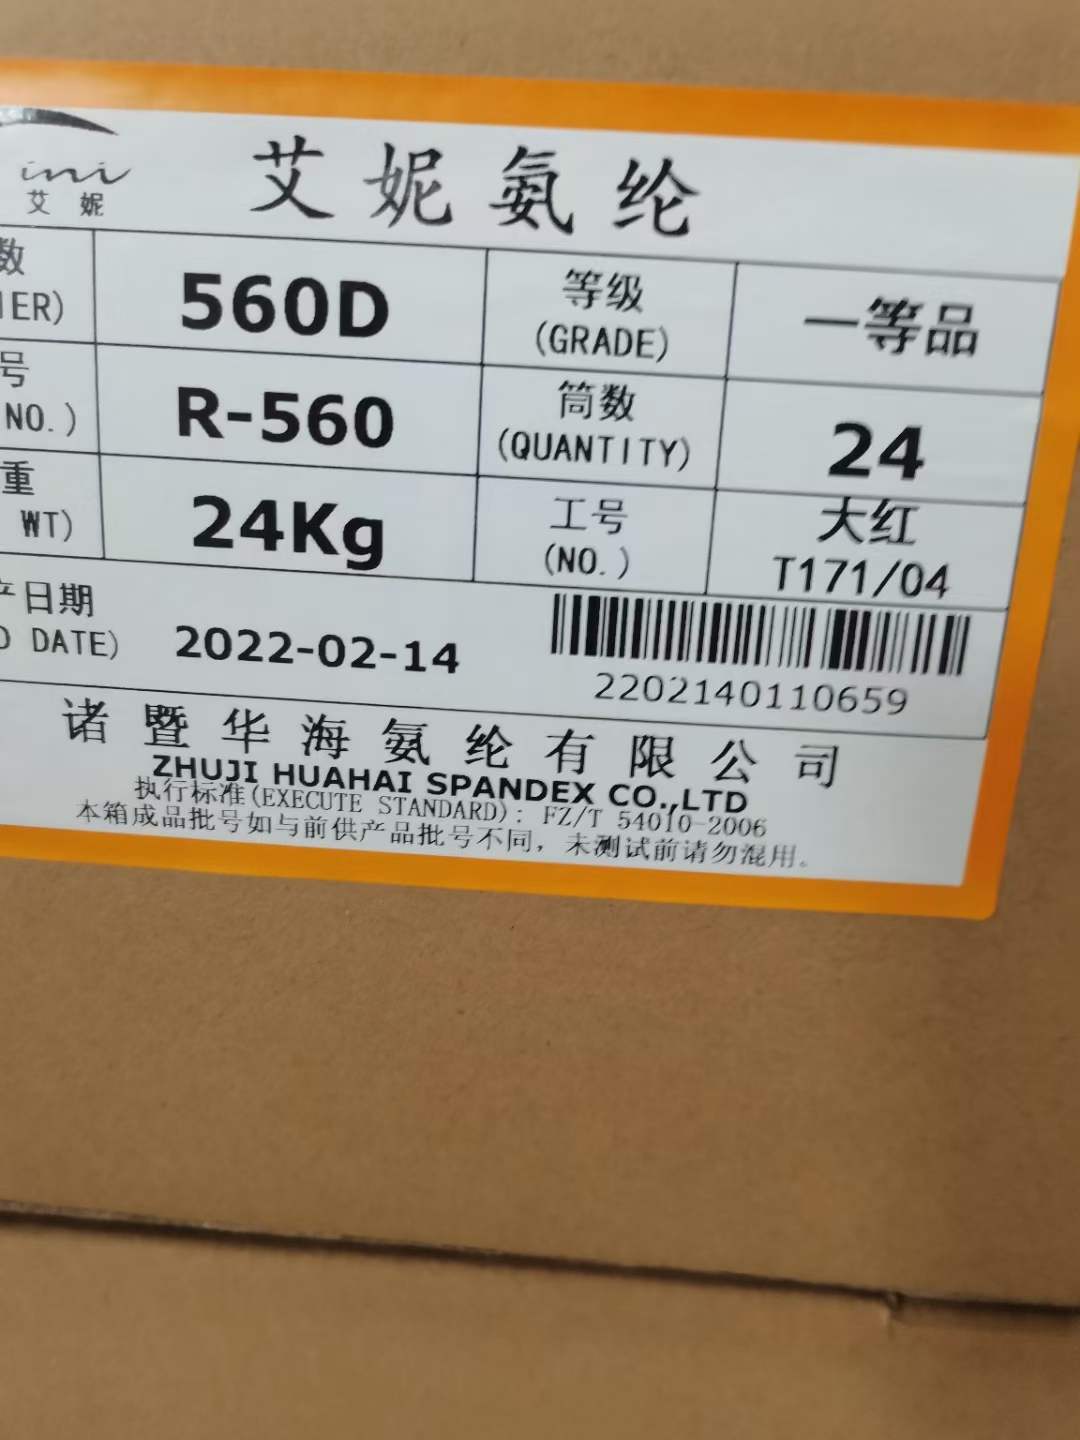 ini
艾妮
艾妮氨纶
数 560D 等级 一等品
IER) (GRADE)
号 R-560 筒数 24
NO.) (QUANTITY)
重 24Kg 工号 大红
WT) (NO.) T171/04
产日期 2022-02-14
D DATE) 2202140110659
诸暨华海氨纶有限公司
ZHUJI HUAHAI SPANDEX CO.,LTD
执行标准(EXECUTE STANDARD): FZ/T 54010-2006
本箱成品批号如与前供产品批号不同，未测试前请勿混用。